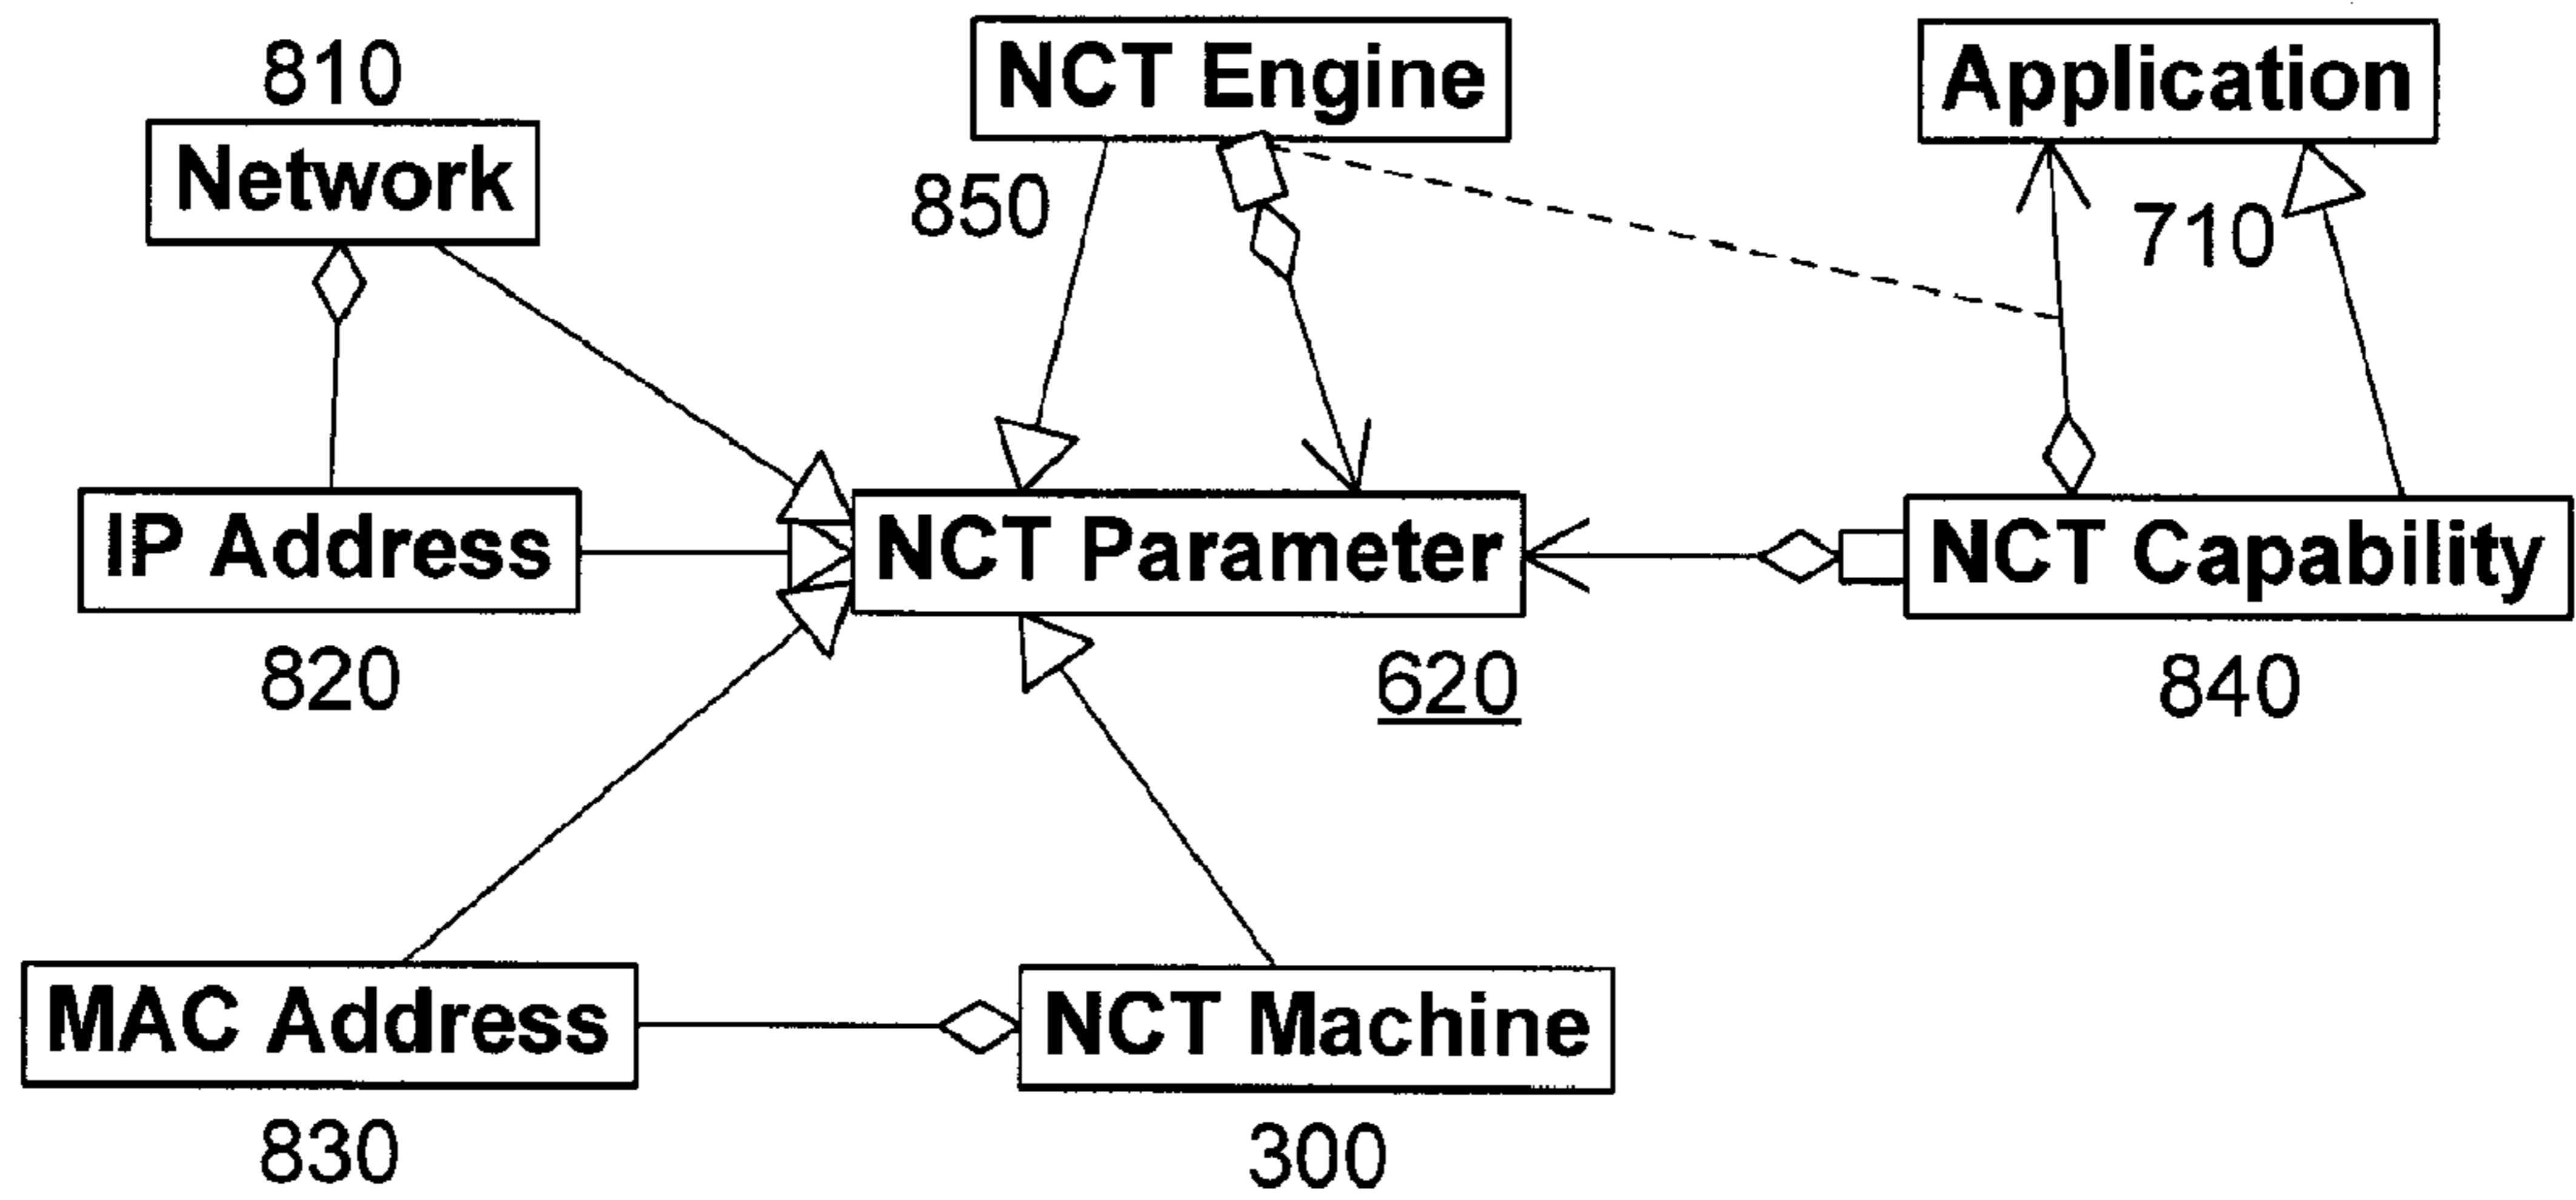 810
NCT Engine
Application
Network
850
710
IP Address
NCT Parameter
NCT Capability
820
620
840
MAC Address
NCT Machine
830
300